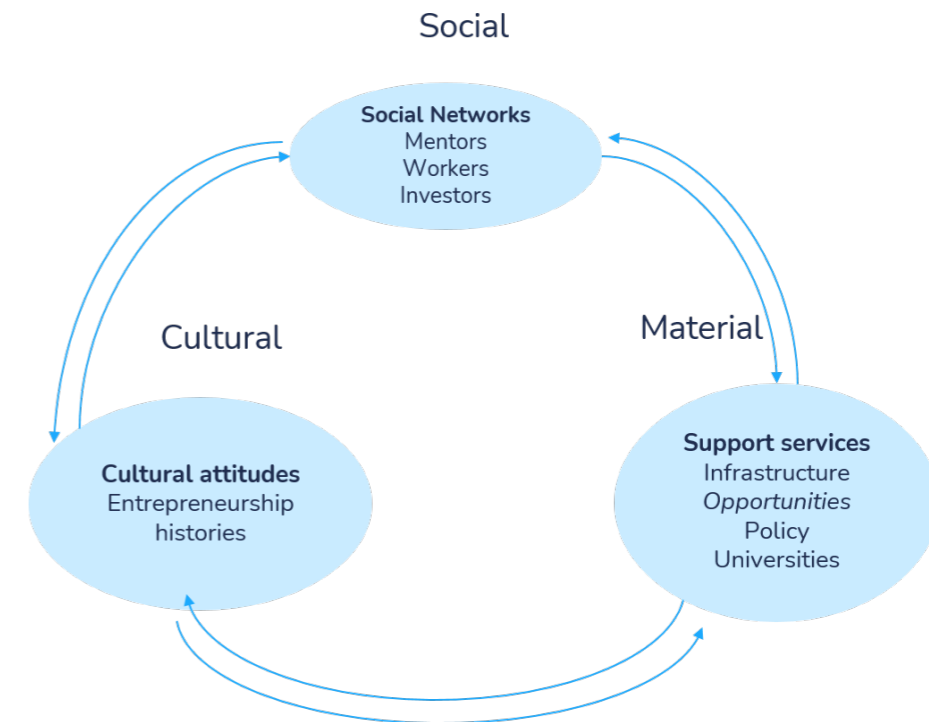 Social
Social Networks
Mentors
Workers
Investors
Cultural
Material
Cultural attitudes
Entrepreneurship
histories
Support services
Infrastructure
Opportunities
Policy
Universities